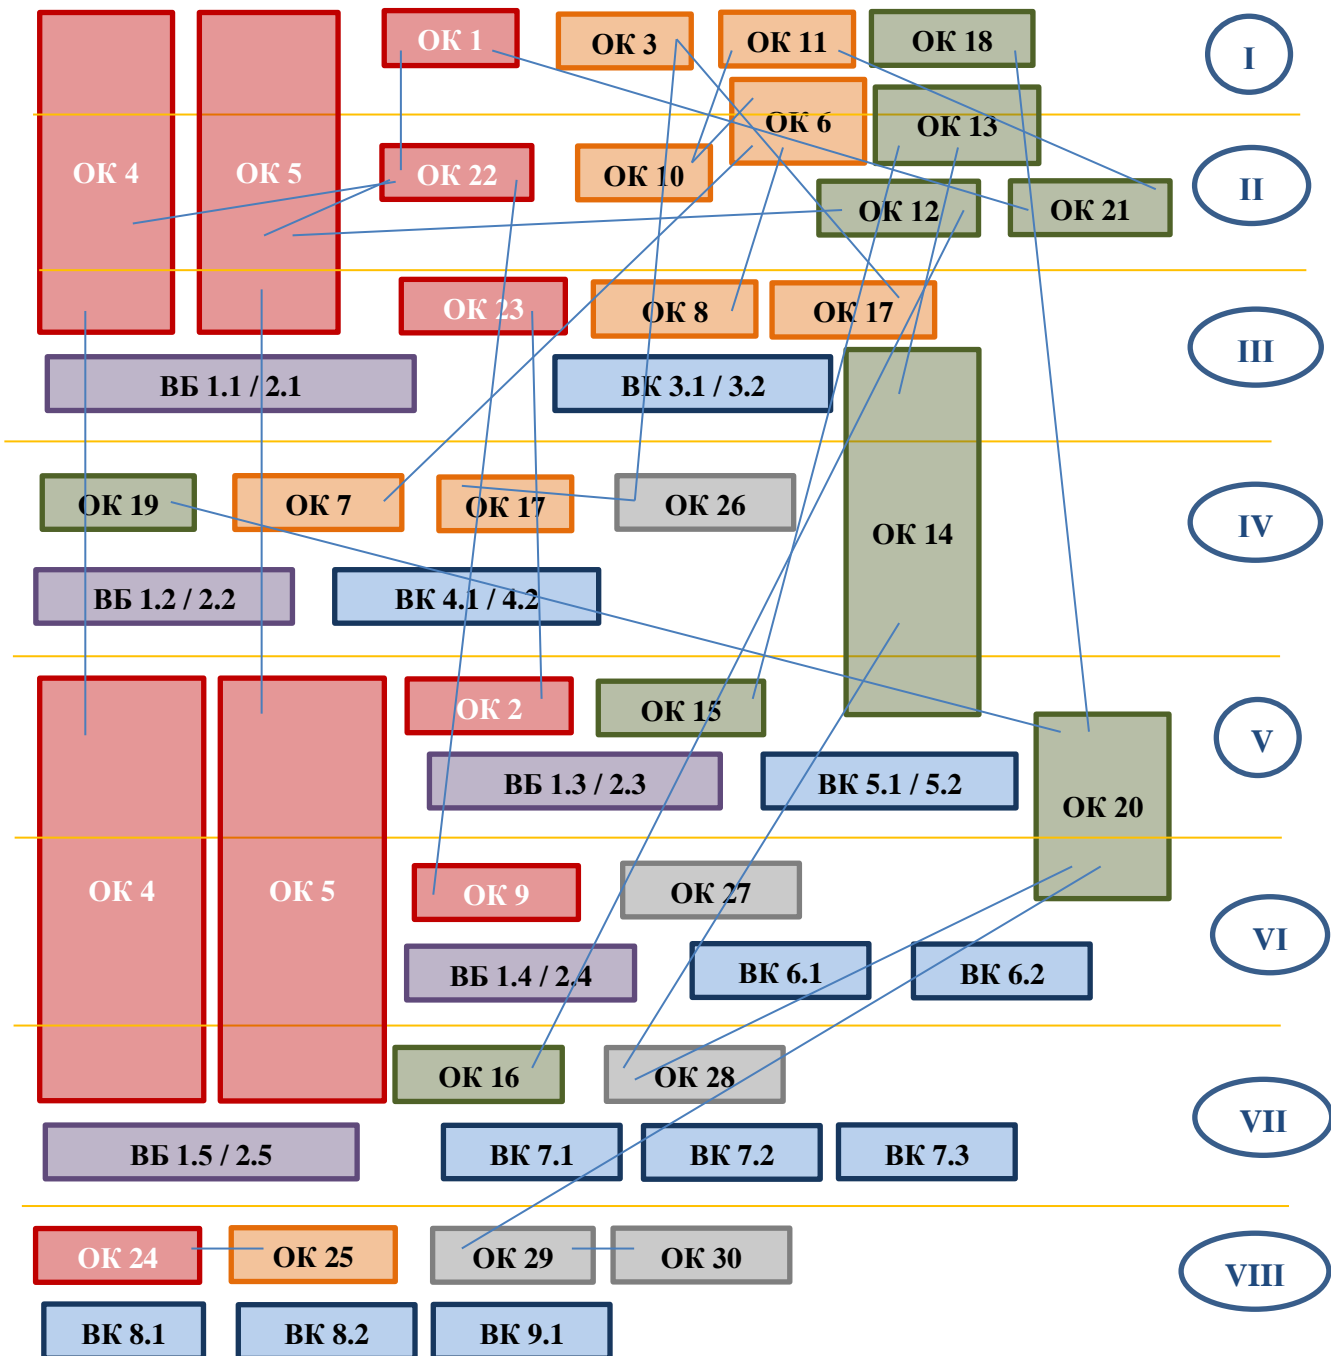 ОК 1
ОК 3
ОК 11
ОК 18
I
ОК 6
ОК 13
ОК 4
ОК 5
ОК 22
ОК 10
ОК 12
ОК 21
II
ОК 23
ОК 8
ОК 17
III
ВБ 1.1 / 2.1
ВК 3.1 / 3.2
ОК 19
ОК 7
ОК 17
ОК 26
ОК 14
IV
ВБ 1.2 / 2.2
ВК 4.1 / 4.2
ОК 2
ОК 15
V
ВБ 1.3 / 2.3
ВК 5.1 / 5.2
ОК 20
ОК 4
ОК 5
ОК 9
ОК 27
VI
ВБ 1.4 / 2.4
ВК 6.1
ВК 6.2
ОК 16
ОК 28
VII
ВБ 1.5 / 2.5
ВК 7.1
ВК 7.2
ВК 7.3
ОК 24
ОК 25
ОК 29
ОК 30
VIII
ВК 8.1
ВК 8.2
ВК 9.1